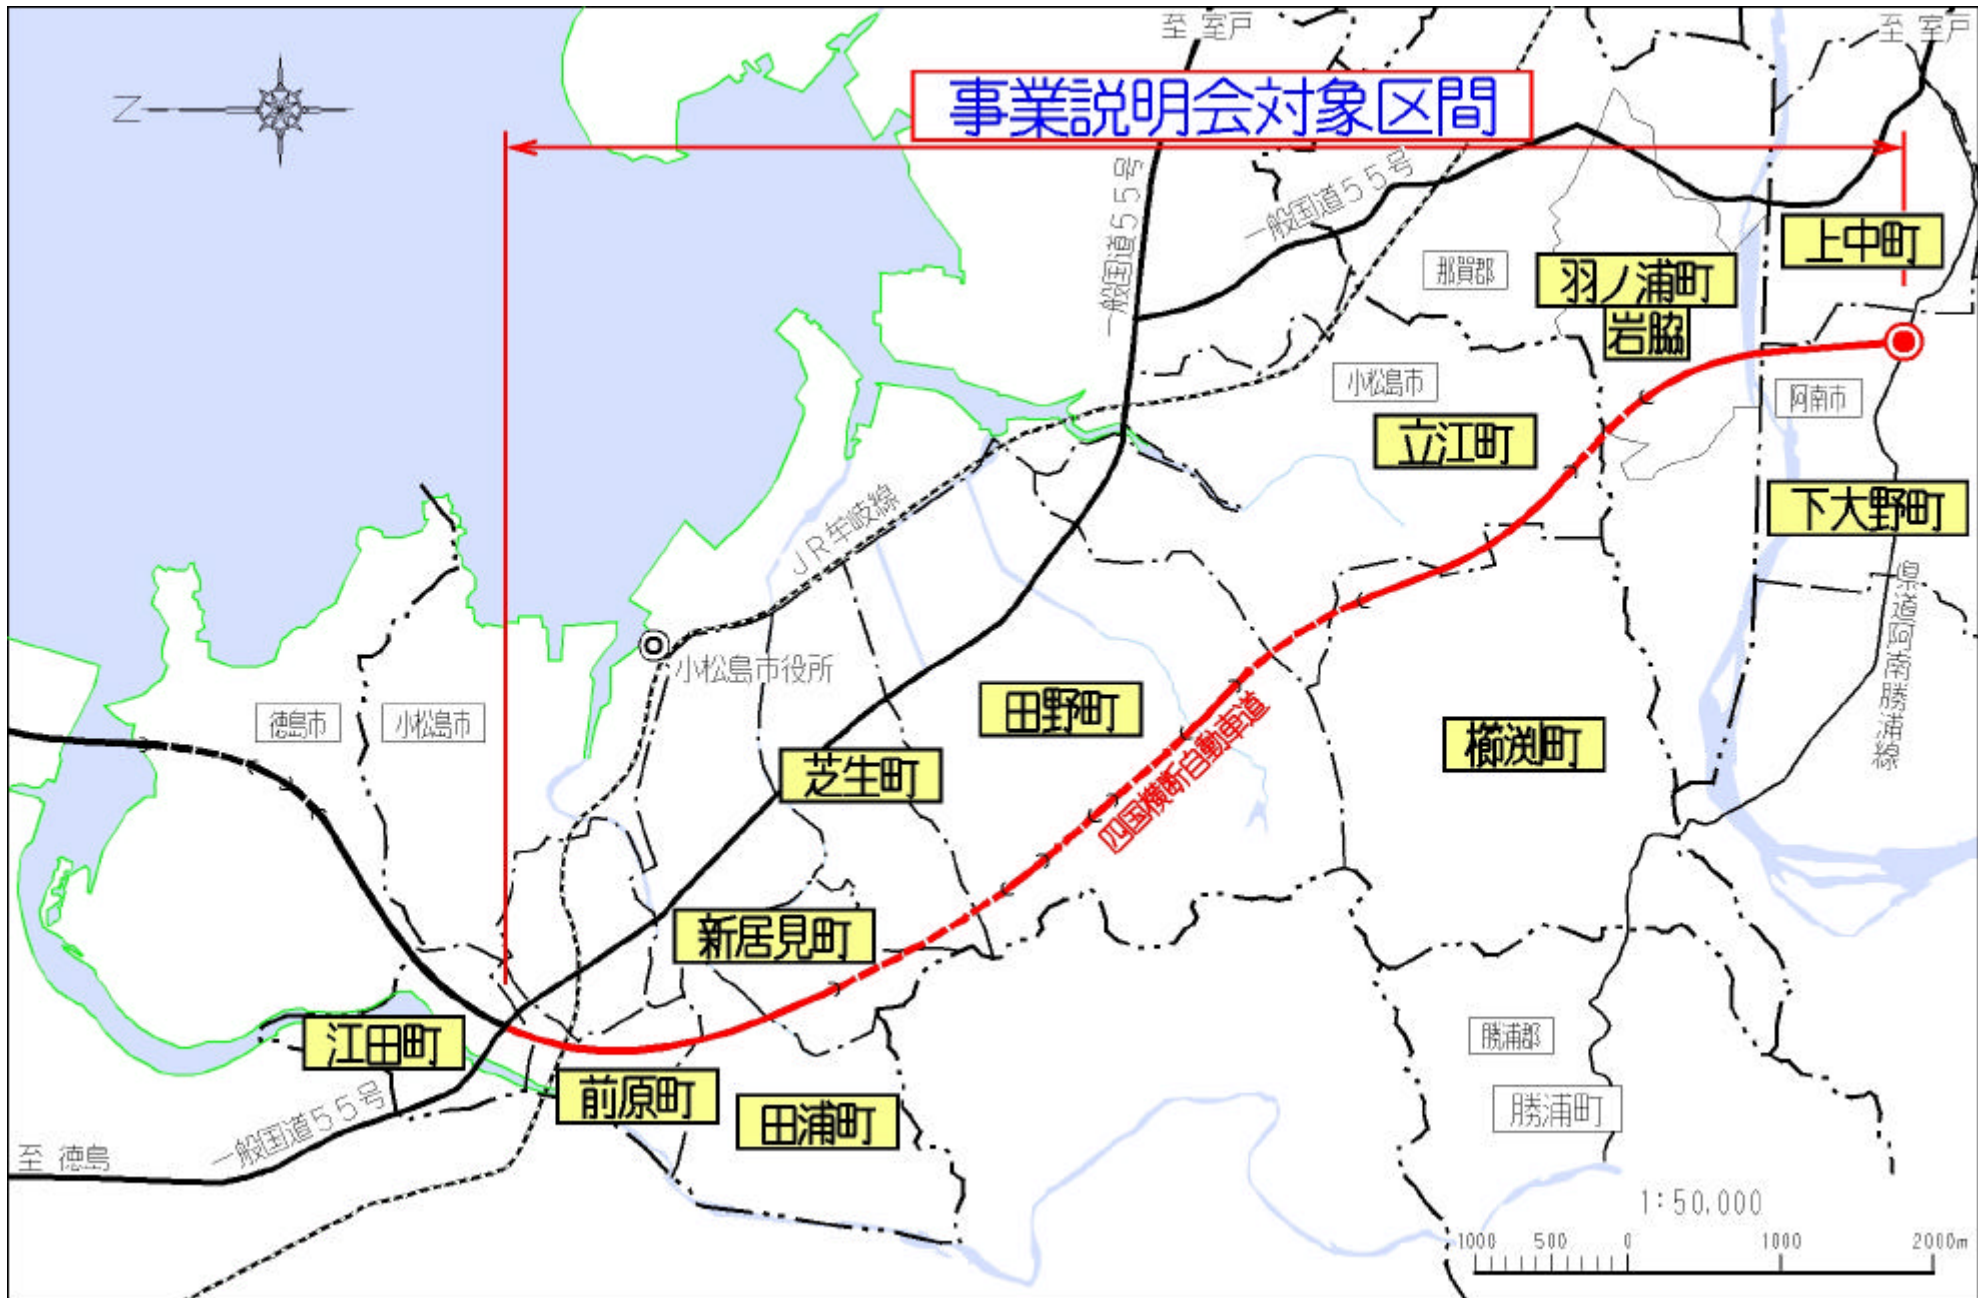 至 室戸
至 室戸
事業説明会対象区間
Z
一般国道５５号
一般国道５５号
上中町
那賀郡
羽ノ浦町
岩脇
小松島市
阿南市
立江町
下大野町
ＪＲ牟岐線
県道阿南勝浦線
小松島市役所
徳島市
小松島市
田野町
四国横断自動車道
櫛渕町
芝生町
新居見町
江田町
勝浦郡
前原町
田浦町
勝浦町
一般国道５５号
至 徳島
1:50,000
1000 500 0 1000 2000m